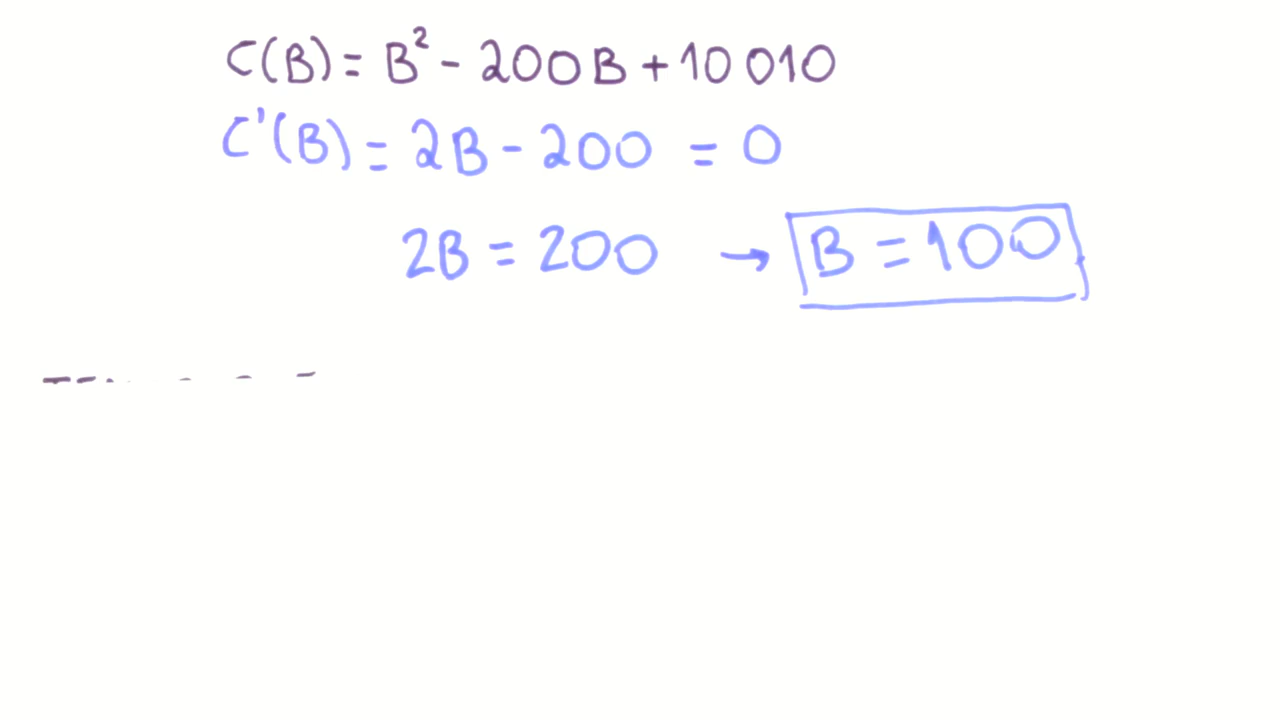 C(B) = B² - 200B + 10010
C'(B) = 2B - 200 = 0
2B = 200 → B = 100